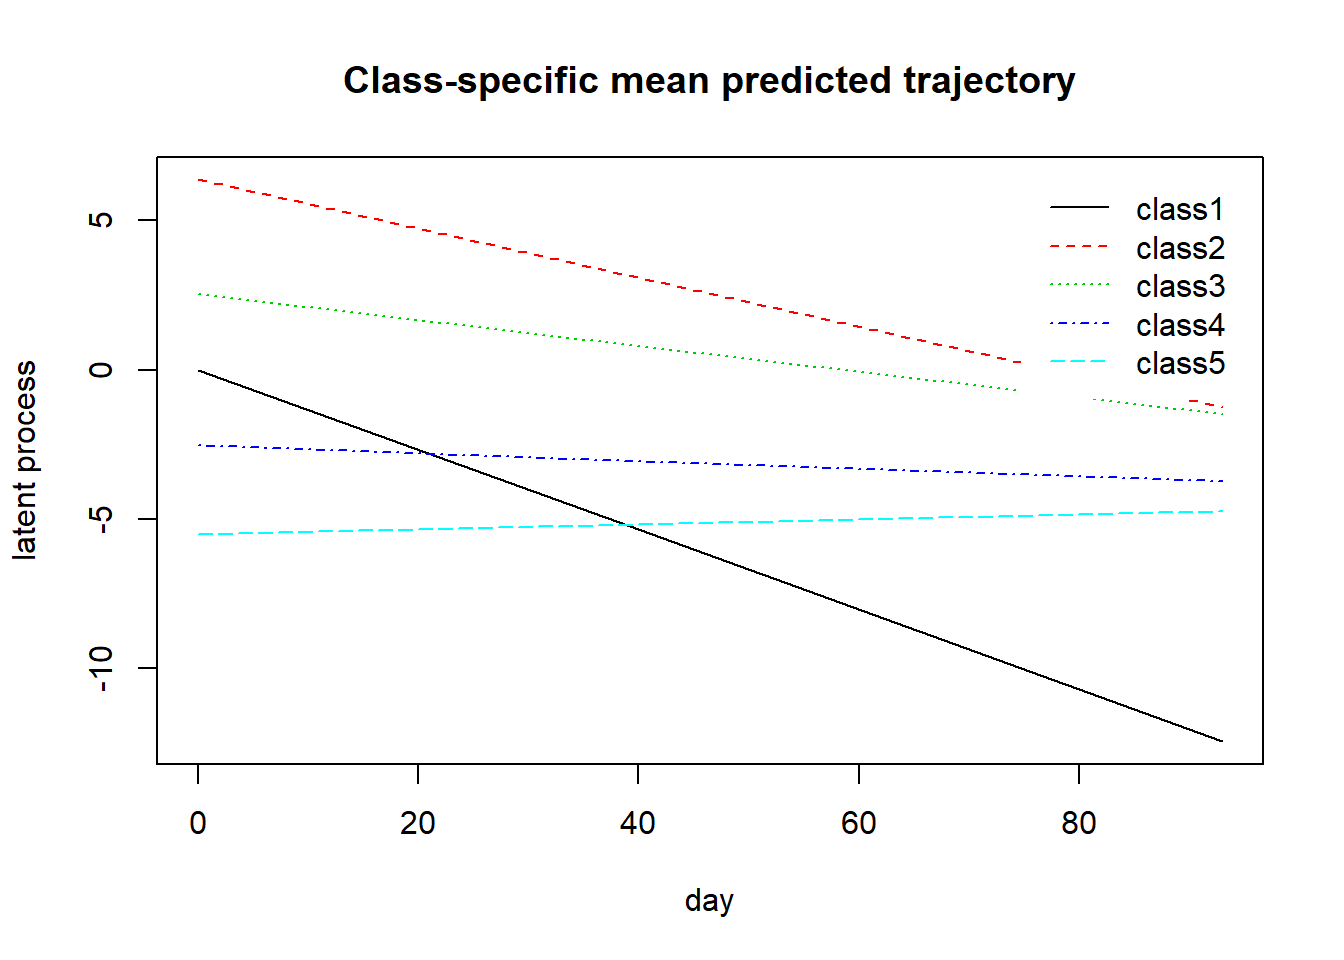 Class-specific mean predicted trajectory
latent process
5
0
-5
-10
class1
class2
class3
class4
class5
0 20 40 60 80
day